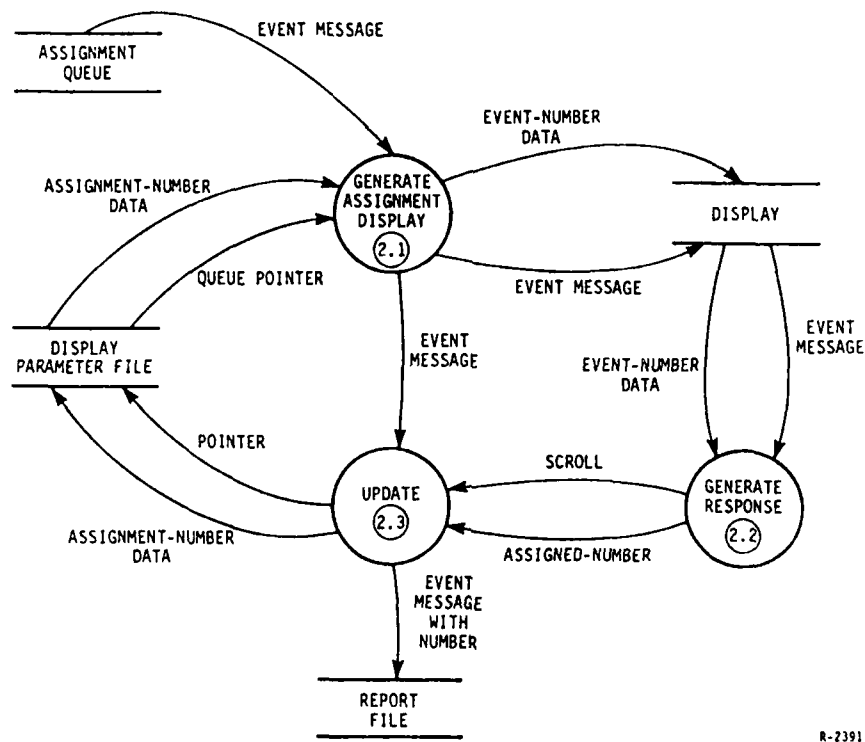 EVENT MESSAGE
ASSIGNMENT
QUEUE
EVENT-NUMBER
DATA
GENERATE
ASSIGNMENT
DISPLAY
2.1
ASSIGNMENT-NUMBER
DATA
DISPLAY
QUEUE POINTER
EVENT MESSAGE
DISPLAY
PARAMETER FILE
EVENT
MESSAGE
EVENT-NUMBER
DATA
EVENT
MESSAGE
POINTER
SCROLL
UPDATE
2.3
GENERATE
RESPONSE
2.2
ASSIGNMENT-NUMBER
DATA
ASSIGNED-NUMBER
EVENT
MESSAGE
WITH
NUMBER
REPORT
FILE
R-2391